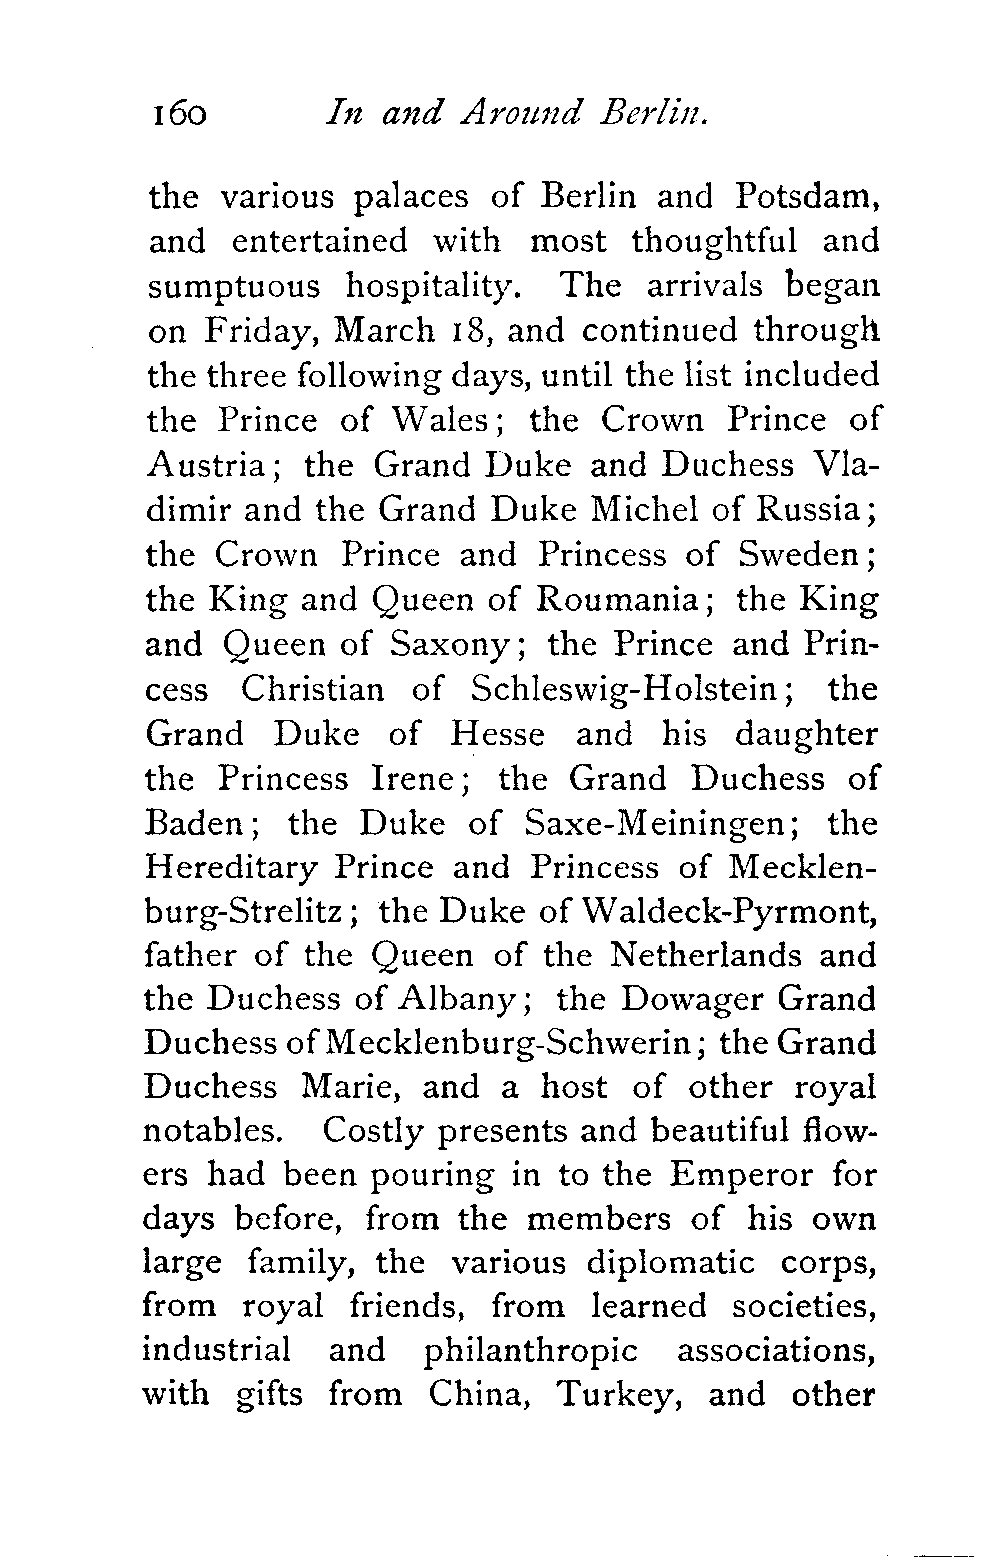 160 In and Around Berlin.
the various palaces of Berlin and Potsdam,
and entertained with most thoughtful and
sumptuous hospitality. The arrivals began
on Friday, March 18, and continued through
the three following days, until the list included
the Prince of Wales; the Crown Prince of
Austria; the Grand Duke and Duchess Vla-
dimir and the Grand Duke Michel of Russia;
the Crown Prince and Princess of Sweden;
the King and Queen of Roumania; the King
and Queen of Saxony; the Prince and Prin-
cess Christian of Schleswig-Holstein; the
Grand Duke of Hesse and his daughter
the Princess Irene; the Grand Duchess of
Baden; the Duke of Saxe-Meiningen; the
Hereditary Prince and Princess of Mecklen-
burg-Strelitz; the Duke of Waldeck-Pyrmont,
father of the Queen of the Netherlands and
the Duchess of Albany; the Dowager Grand
Duchess of Mecklenburg-Schwerin; the Grand
Duchess Marie, and a host of other royal
notables. Costly presents and beautiful flow-
ers had been pouring in to the Emperor for
days before, from the members of his own
large family, the various diplomatic corps,
from royal friends, from learned societies,
industrial and philanthropic associations,
with gifts from China, Turkey, and other